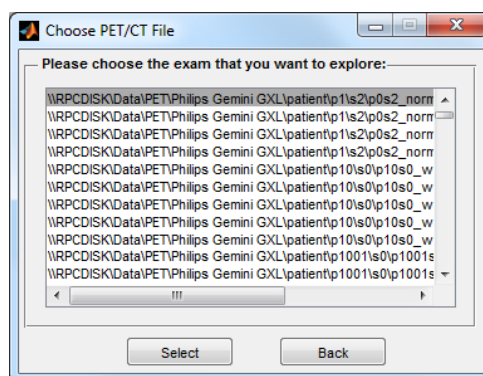 Choose PET/CT File
Please choose the exam that you want to explore:
\\RPCDISK\Data\PET\Philips Gemini GXL\patient\p1\s2\p0s2_norm
\\RPCDISK\Data\PET\Philips Gemini GXL\patient\p1\s2\p0s2_norm
\\RPCDISK\Data\PET\Philips Gemini GXL\patient\p1\s2\p0s2_norm
\\RPCDISK\Data\PET\Philips Gemini GXL\patient\p1\s2\p0s2_norm
\\RPCDISK\Data\PET\Philips Gemini GXL\patient\p10\s0\p10s0_w
\\RPCDISK\Data\PET\Philips Gemini GXL\patient\p10\s0\p10s0_w
\\RPCDISK\Data\PET\Philips Gemini GXL\patient\p10\s0\p10s0_w
\\RPCDISK\Data\PET\Philips Gemini GXL\patient\p10\s0\p10s0_w
\\RPCDISK\Data\PET\Philips Gemini GXL\patient\p10\s0\p10s0_w
\\RPCDISK\Data\PET\Philips Gemini GXL\patient\p1001\s0\p1001s
\\RPCDISK\Data\PET\Philips Gemini GXL\patient\p1001\s0\p1001s
Select
Back